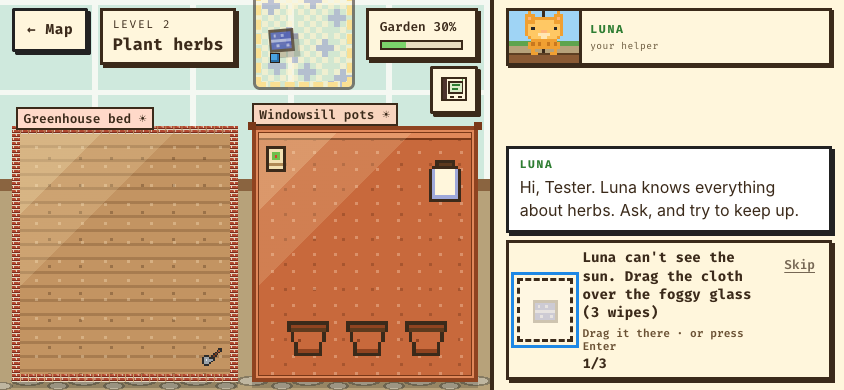 ← Map
LEVEL 2
Plant herbs
Garden 30%
Greenhouse bed ☀
Windowsill pots ☀
LUNA
your helper
LUNA
Hi, Tester. Luna knows everything
about herbs. Ask, and try to keep up.
Luna can't see the
sun. Drag the cloth
over the foggy glass
(3 wipes)
Skip
Drag it there · or press
Enter
1/3